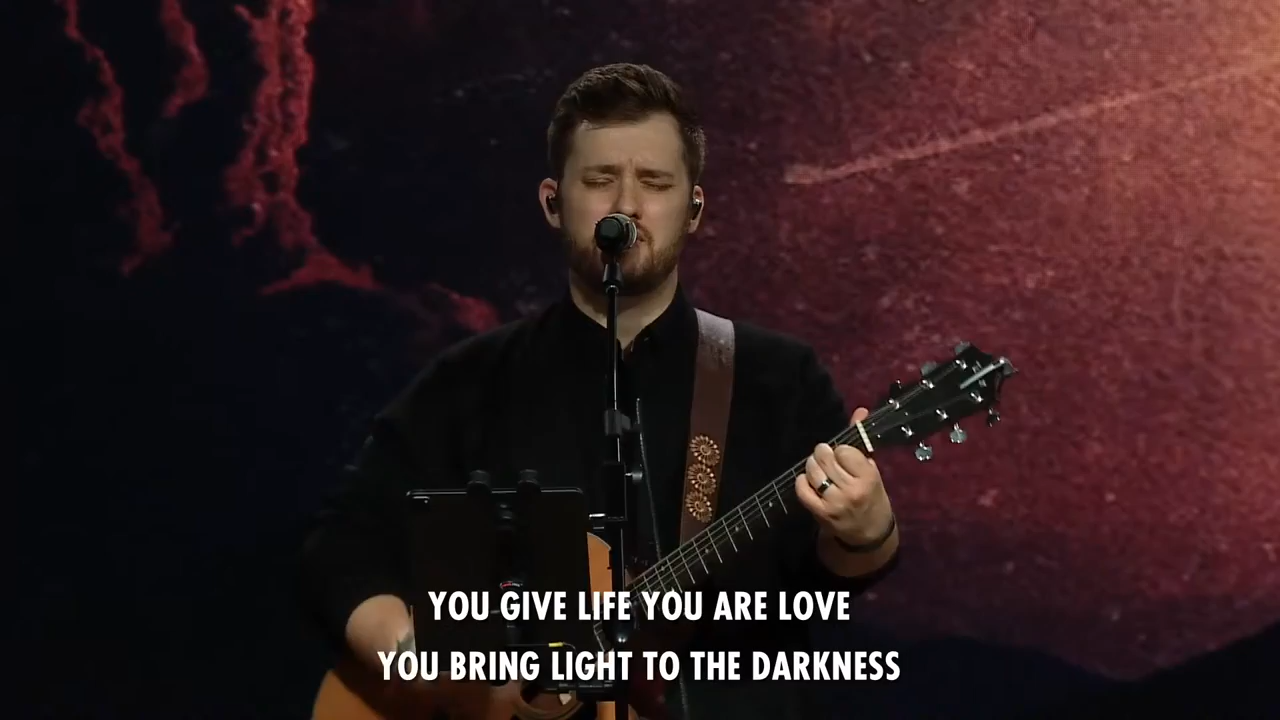 YOU GIVE LIFE YOU ARE LOVE
YOU BRING LIGHT TO THE DARKNESS